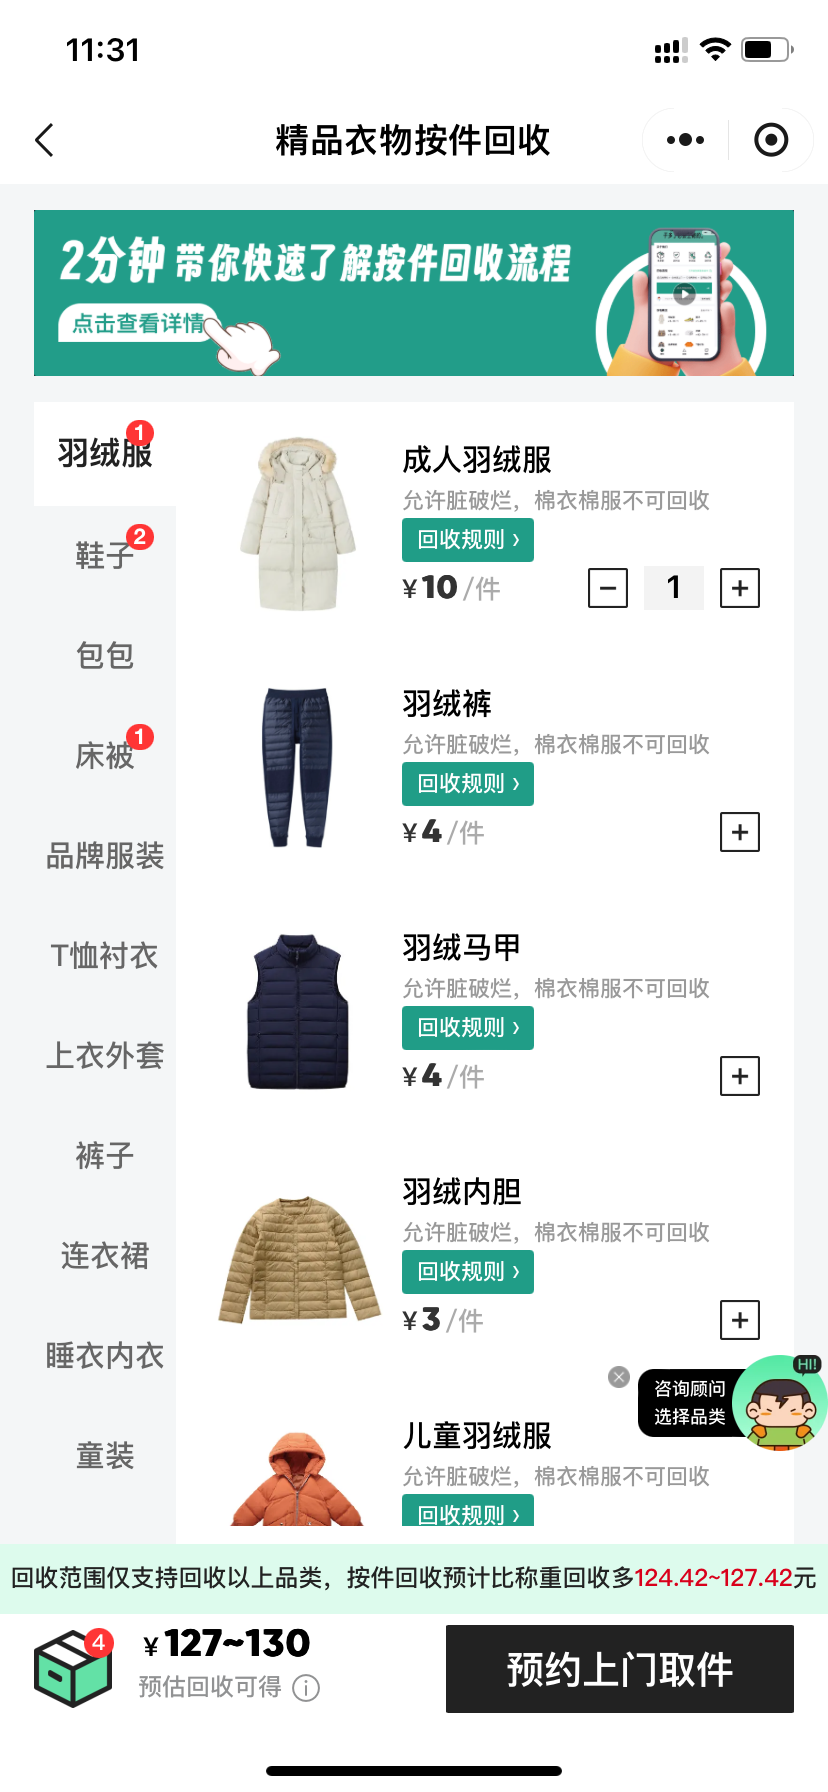 11:31
精品衣物按件回收
2分钟 带你快速了解按件回收流程
点击查看详情
羽绒服
1
鞋子
2
包包
床被
1
品牌服装
T恤衬衣
上衣外套
裤子
连衣裙
睡衣内衣
童装
成人羽绒服
允许脏破烂，棉衣棉服不可回收
回收规则 ›
¥10/件
1
羽绒裤
允许脏破烂，棉衣棉服不可回收
回收规则 ›
¥4/件
羽绒马甲
允许脏破烂，棉衣棉服不可回收
回收规则 ›
¥4/件
羽绒内胆
允许脏破烂，棉衣棉服不可回收
回收规则 ›
¥3/件
HI!
咨询顾问
选择品类
儿童羽绒服
允许脏破烂，棉衣棉服不可回收
回收规则 ›
回收范围仅支持回收以上品类，按件回收预计比称重回收多124.42~127.42元
4
¥127~130
预估回收可得
预约上门取件